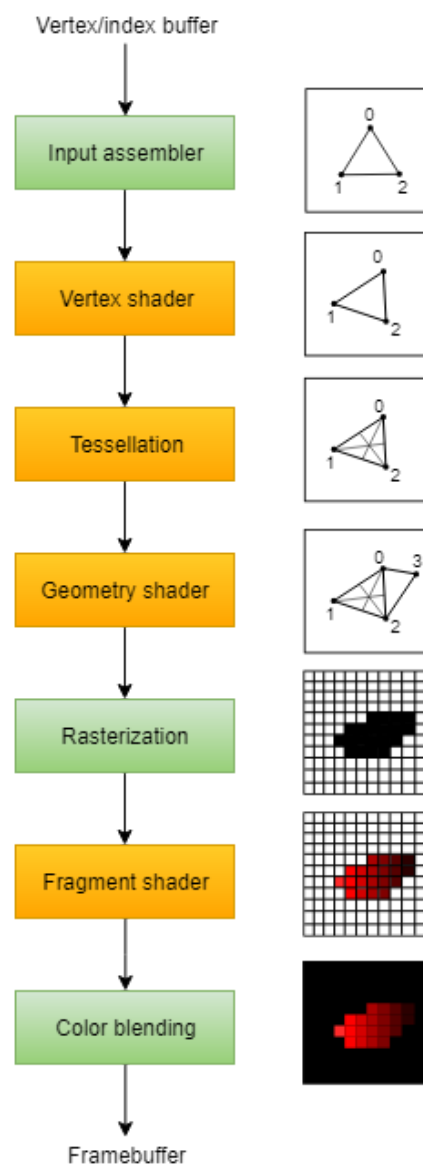 Vertex/index buffer
Input assembler
0
1
2
Vertex shader
0
1
2
Tessellation
0
1
2
Geometry shader
0
3
1
2
Rasterization
Fragment shader
Color blending
Framebuffer